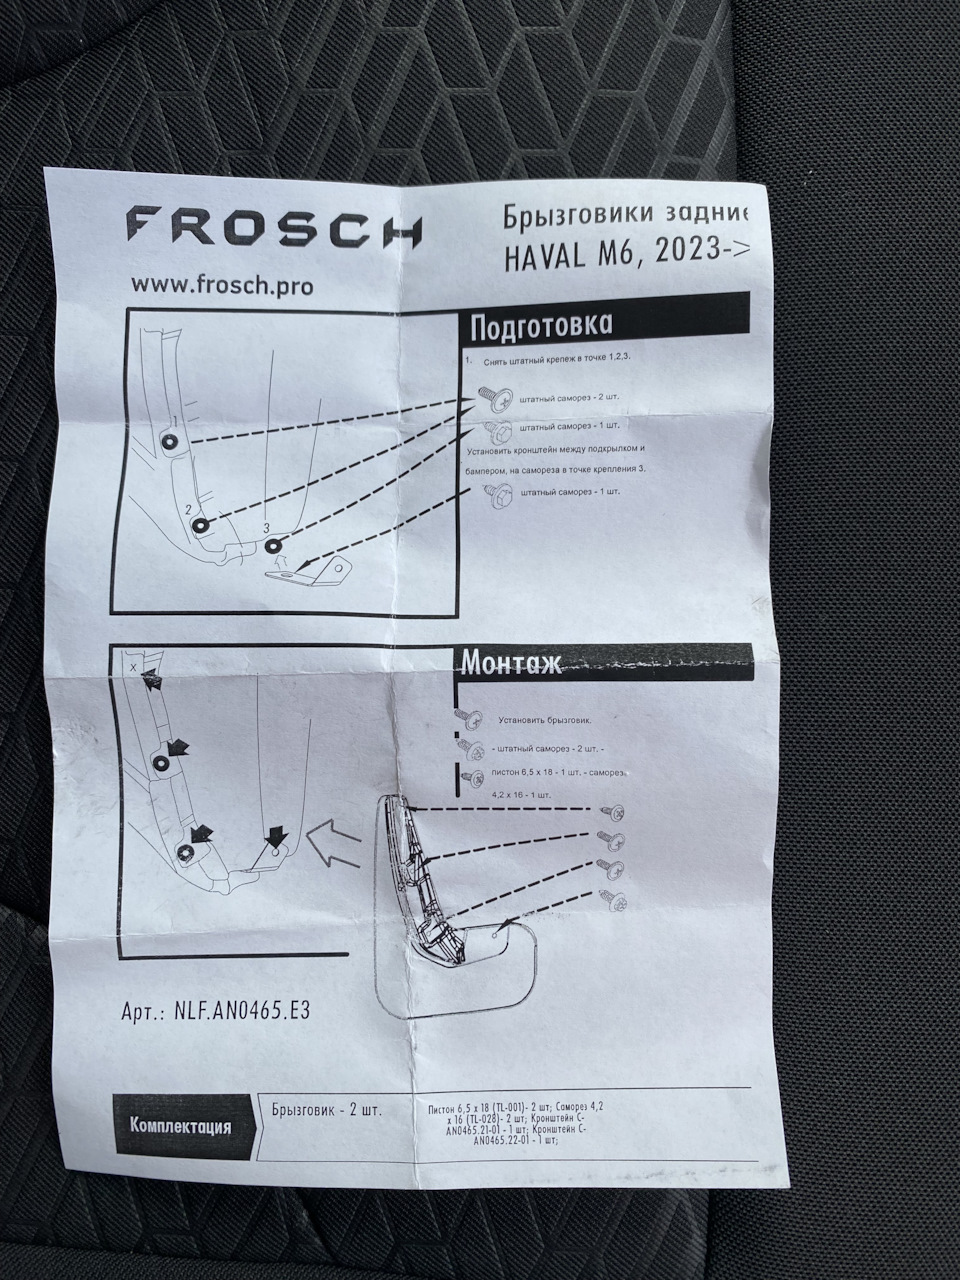 FROSCH
Брызговики задние
HAVAL M6, 2023->
www.frosch.pro
Подготовка
1. Снять штатный крепеж в точке 1,2,3.
штатный саморез - 2 шт.
штатный саморез - 1 шт.
Установить кронштейн между подкрылком и
бампером, на самореза в точке крепления 3.
штатный саморез - 1 шт.
1
2
3
Монтаж
X
Установить брызговик.
- штатный саморез - 2 шт. -
пистон 6,5 x 18 - 1 шт. - саморез
4,2 x 16 - 1 шт.
Арт.: NLF.AN0465.E3
Комплектация
Брызговик - 2 шт.
Пистон 6,5 x 18 (TL-001)- 2 шт; Саморез 4,2
x 16 (TL-028)- 2 шт; Кронштейн C-
AN0465.21-01 - 1 шт; Кронштейн C-
AN0465.22-01 - 1 шт;